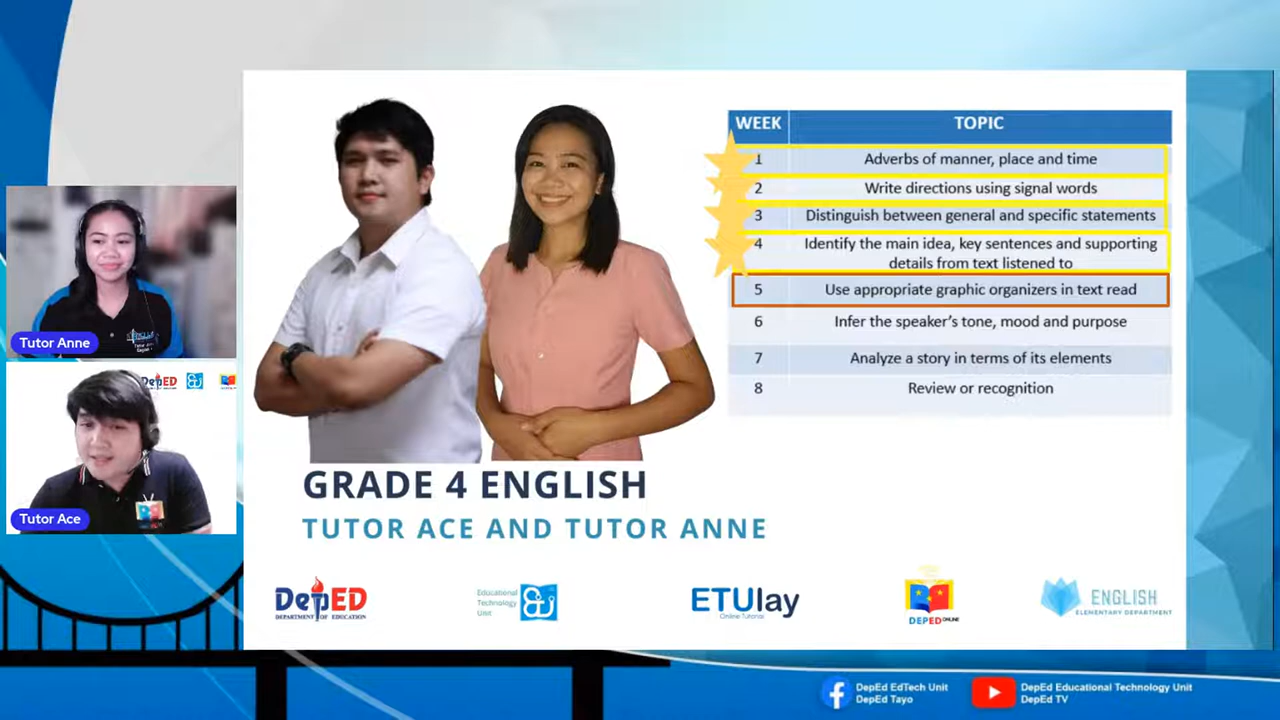 Tutor Anne
Tutor Ace
DepED
WEEK TOPIC
1 Adverbs of manner, place and time
2 Write directions using signal words
3 Distinguish between general and specific statements
4 Identify the main idea, key sentences and supporting
details from text listened to
5 Use appropriate graphic organizers in text read
6 Infer the speaker's tone, mood and purpose
7 Analyze a story in terms of its elements
8 Review or recognition
GRADE 4 ENGLISH
TUTOR ACE AND TUTOR ANNE
DepED
DEPARTMENT OF EDUCATION
Educational
Technology
Unit
ETUlay
Online Tutorial
DEPED ONLINE
ENGLISH
ELEMENTARY DEPARTMENT
DepEd EdTech Unit
DepEd Tayo
DepEd Educational Technology Unit
DepEd TV